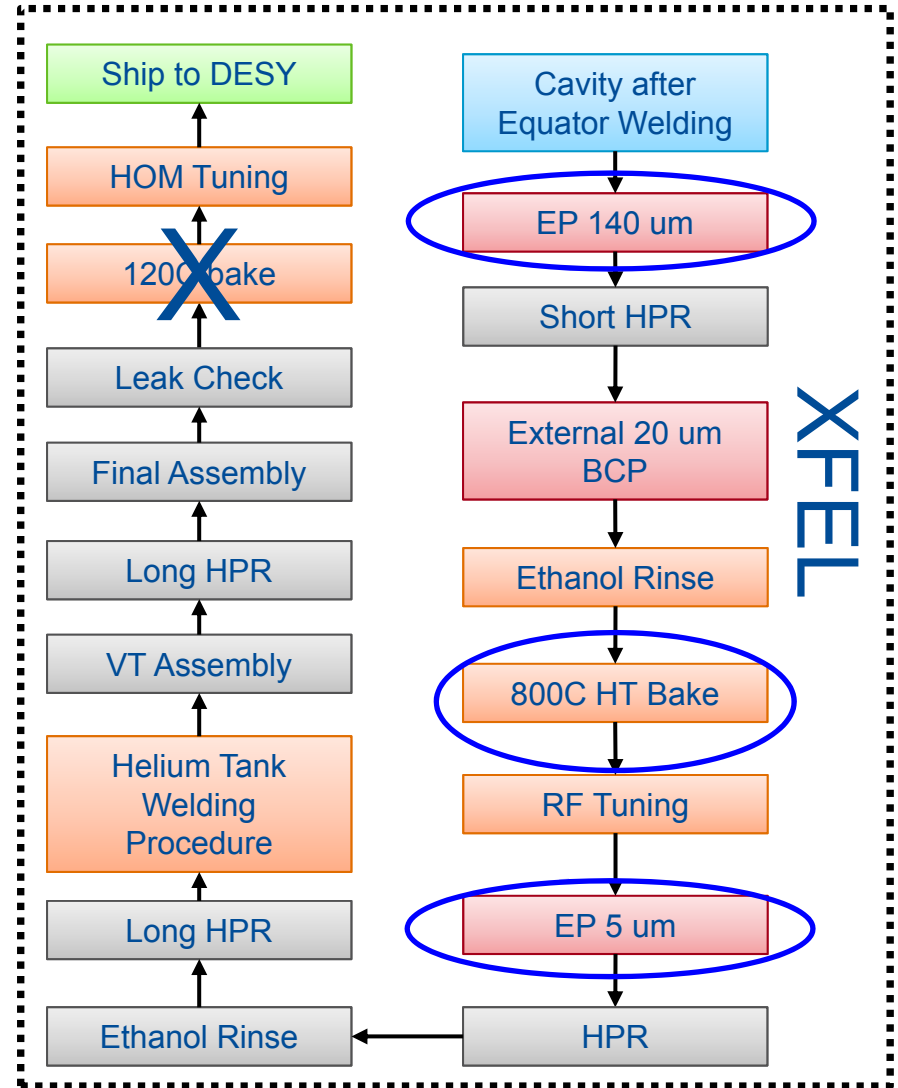 Cavity after
Equator Welding
EP 140 um
Short HPR
External 20 um
BCP
Ethanol Rinse
800C HT Bake
RF Tuning
EP 5 um
HPR
Ethanol Rinse
Long HPR
Helium Tank
Welding
Procedure
VT Assembly
Long HPR
Final Assembly
Leak Check
120C bake
X
HOM Tuning
Ship to DESY
XFEL